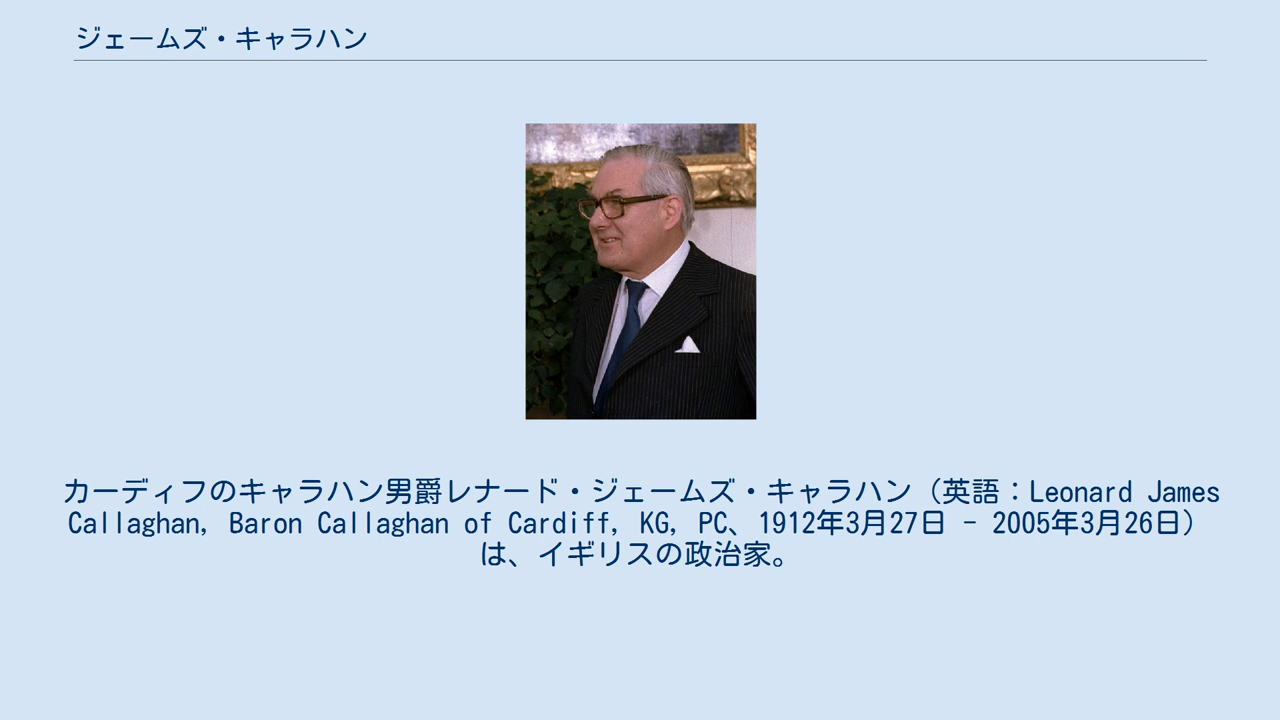 ジェームズ・キャラハン
カーディフのキャラハン男爵レナード・ジェームズ・キャラハン（英語：Leonard James
Callaghan, Baron Callaghan of Cardiff, KG, PC、1912年3月27日 - 2005年3月26日）
は、イギリスの政治家。